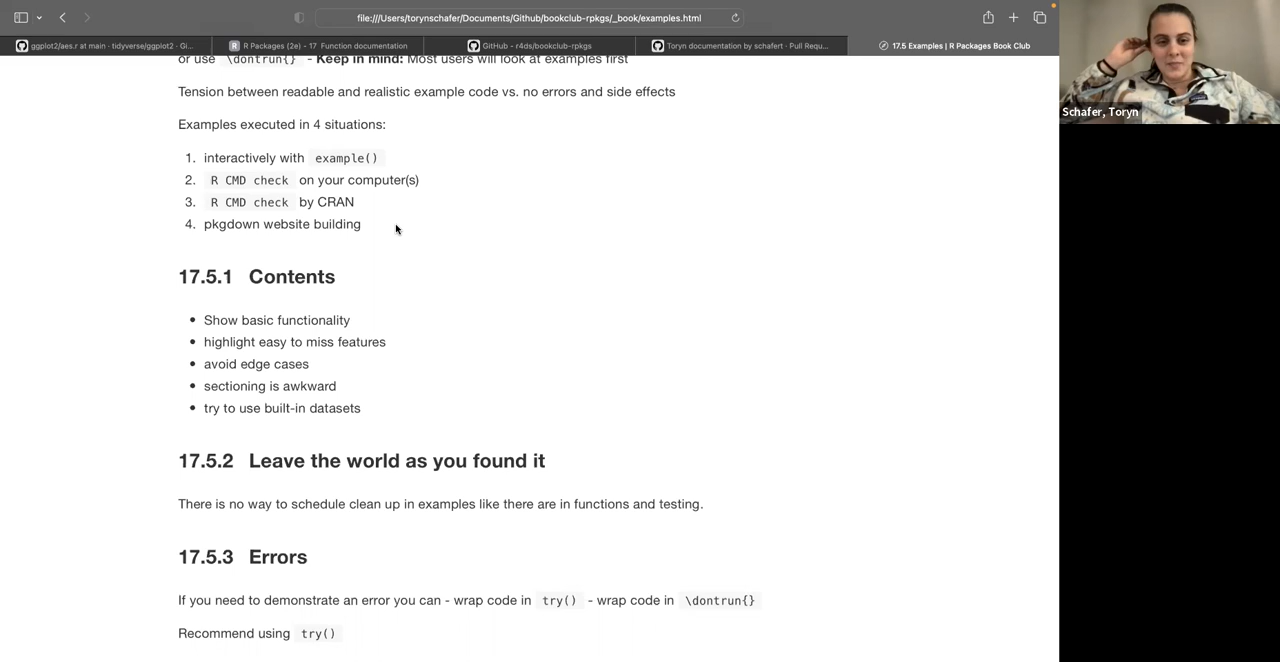 file:///Users/torynschafer/Documents/Github/bookclub-rpkgs/_book/examples.html
ggplot2/aes.r at main · tidyverse/ggplot2 · Gi...
R Packages (2e) - 17 Function documentation
GitHub - r4ds/bookclub-rpkgs
Toryn documentation by schafert · Pull Requ...
17.5 Examples | R Packages Book Club
or use \dontrun{} - Keep in mind: Most users will look at examples first
Tension between readable and realistic example code vs. no errors and side effects
Examples executed in 4 situations:
1. interactively with example()
2. R CMD check on your computer(s)
3. R CMD check by CRAN
4. pkgdown website building
17.5.1 Contents
• Show basic functionality
• highlight easy to miss features
• avoid edge cases
• sectioning is awkward
• try to use built-in datasets
17.5.2 Leave the world as you found it
There is no way to schedule clean up in examples like there are in functions and testing.
17.5.3 Errors
If you need to demonstrate an error you can - wrap code in try() - wrap code in \dontrun{}
Recommend using try()
Schafer, Toryn